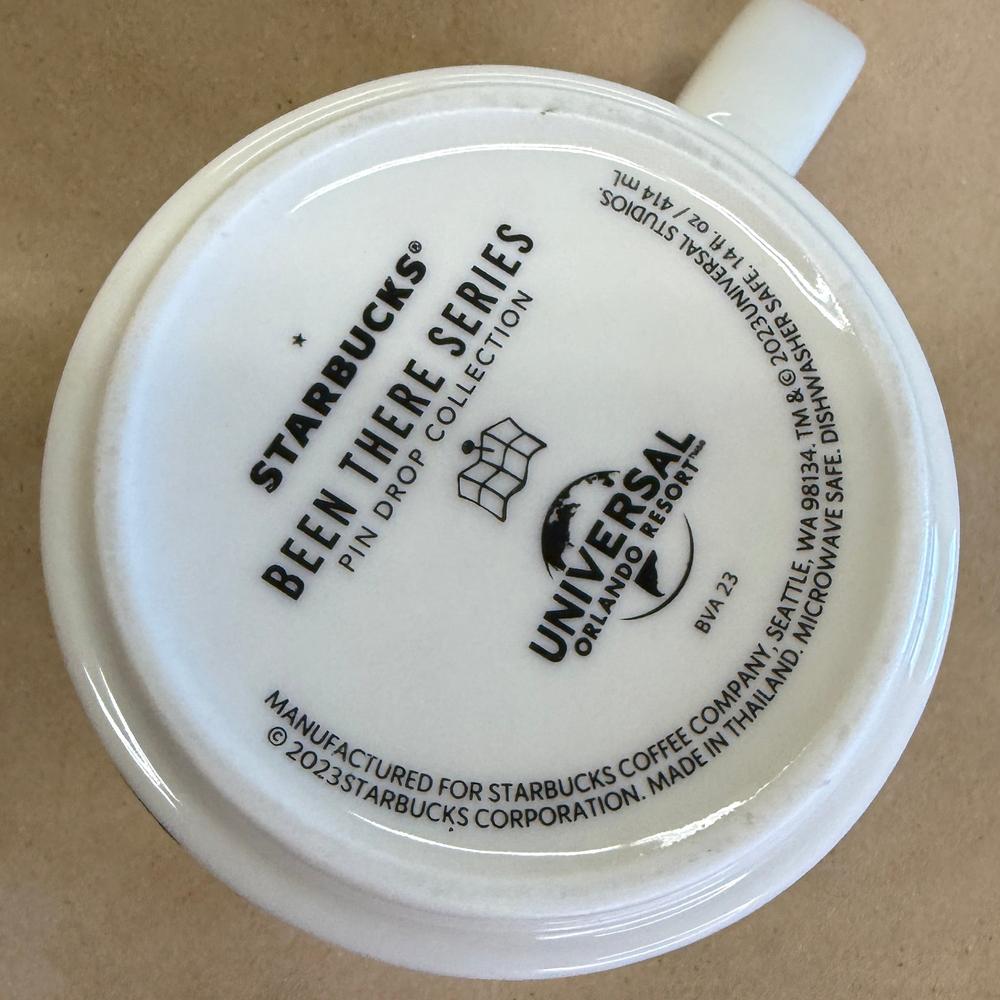 STARBUCKS®
BEEN THERE SERIES
PIN DROP COLLECTION
UNIVERSAL
ORLANDO RESORT
BVA 23
MANUFACTURED FOR STARBUCKS COFFEE COMPANY, SEATTLE, WA 98134. TM & © 2023UNIVERSAL STUDIOS.
© 2023STARBUCKS CORPORATION. MADE IN THAILAND. MICROWAVE SAFE. DISHWASHER SAFE. 14 fl. oz / 414 mL